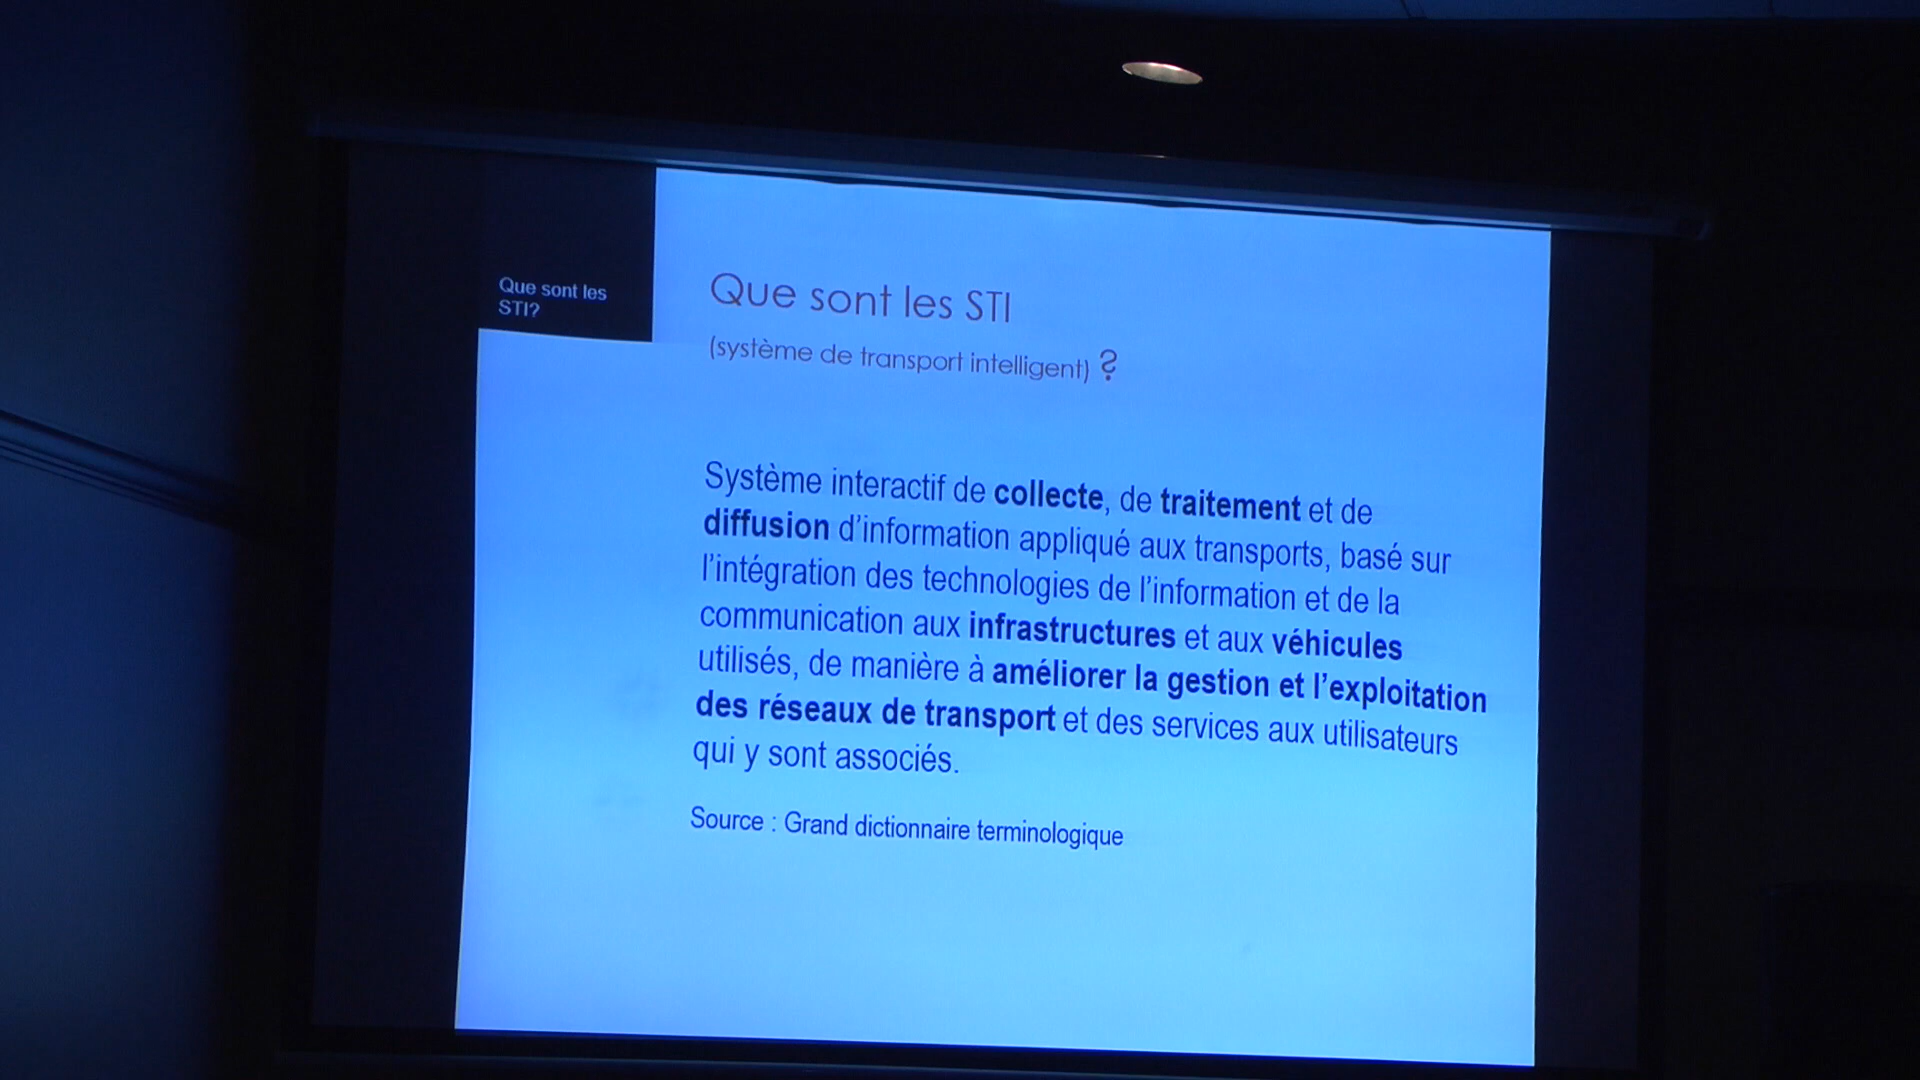 Que sont les
STI?
Que sont les STI
(système de transport intelligent) ?
Système interactif de collecte, de traitement et de
diffusion d'information appliqué aux transports, basé sur
l'intégration des technologies de l'information et de la
communication aux infrastructures et aux véhicules
utilisés, de manière à améliorer la gestion et l'exploitation
des réseaux de transport et des services aux utilisateurs
qui y sont associés.
Source : Grand dictionnaire terminologique